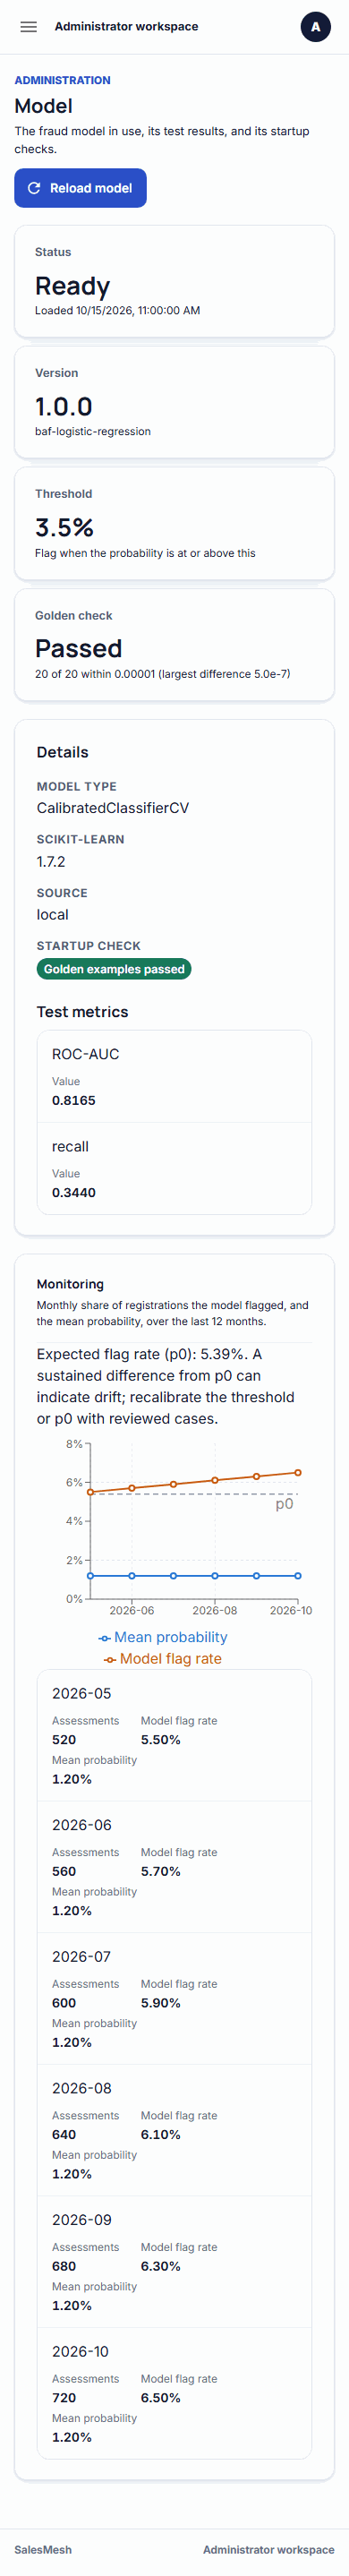 Administrator workspace
A
ADMINISTRATION
Model
The fraud model in use, its test results, and its startup
checks.
Reload model
Status
Ready
Loaded 10/15/2026, 11:00:00 AM
Version
1.0.0
baf-logistic-regression
Threshold
3.5%
Flag when the probability is at or above this
Golden check
Passed
20 of 20 within 0.00001 (largest difference 5.0e-7)
Details
MODEL TYPE
CalibratedClassifierCV
SCIKIT-LEARN
1.7.2
SOURCE
local
STARTUP CHECK
Golden examples passed
Test metrics
ROC-AUC
Value
0.8165
recall
Value
0.3440
Monitoring
Monthly share of registrations the model flagged, and
the mean probability, over the last 12 months.
Expected flag rate (p0): 5.39%. A
sustained difference from p0 can
indicate drift; recalibrate the threshold
or p0 with reviewed cases.
8%
6%
p0
4%
2%
0%
2026-06 2026-08 2026-10
Mean probability
Model flag rate
2026-05
Assessments Model flag rate
520 5.50%
Mean probability
1.20%
2026-06
Assessments Model flag rate
560 5.70%
Mean probability
1.20%
2026-07
Assessments Model flag rate
600 5.90%
Mean probability
1.20%
2026-08
Assessments Model flag rate
640 6.10%
Mean probability
1.20%
2026-09
Assessments Model flag rate
680 6.30%
Mean probability
1.20%
2026-10
Assessments Model flag rate
720 6.50%
Mean probability
1.20%
SalesMesh Administrator workspace